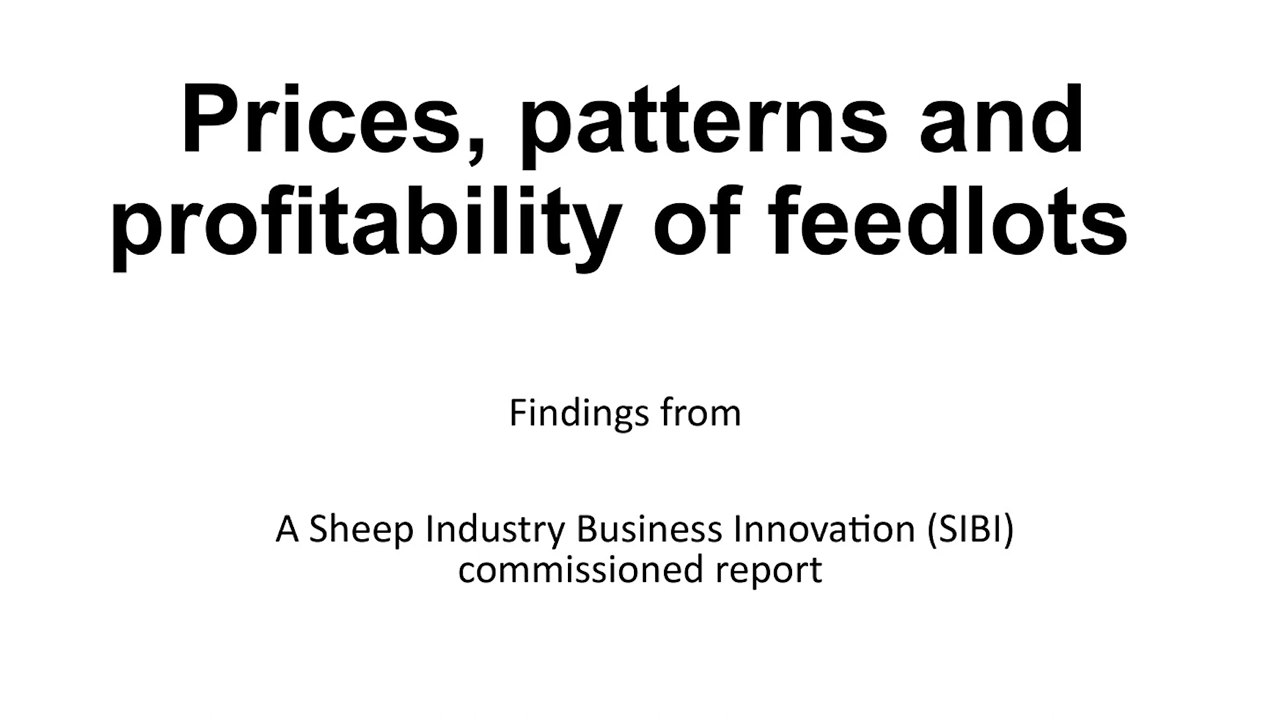 Prices, patterns and
profitability of feedlots
Findings from
A Sheep Industry Business Innovation (SIBI)
commissioned report